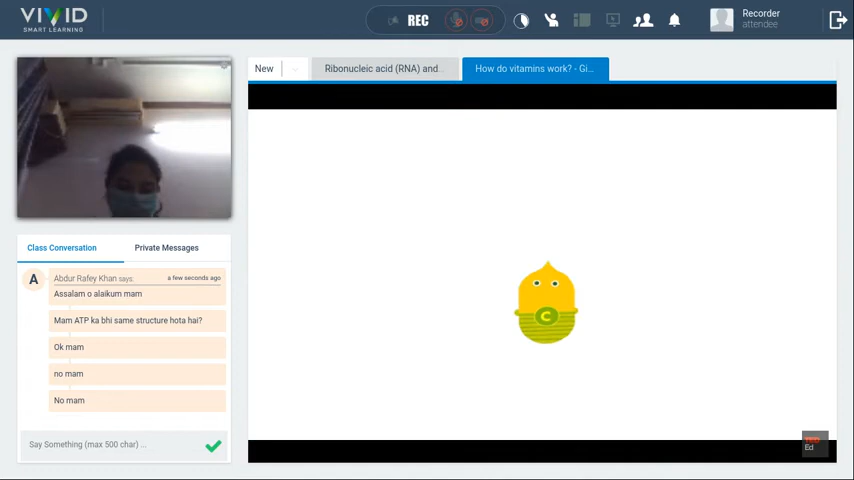 VIVID
SMART LEARNING
REC
Recorder
attendee
New
Ribonucleic acid (RNA) and...
How do vitamins work? - Gi...
C
Class Conversation
Private Messages
A
Abdur Rafey Khan says:
a few seconds ago
Assalam o alaikum mam
Mam ATP ka bhi same structure hota hai?
Ok mam
no mam
No mam
Say Something (max 500 char) ...
Ed